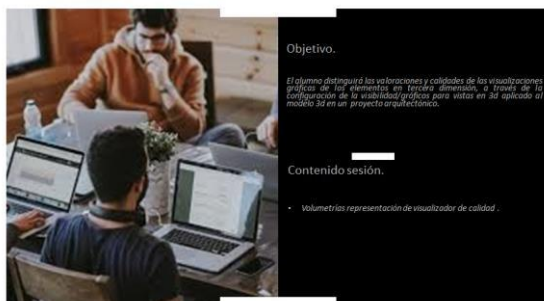 Objetivo.
El alumno distinguirá las valoraciones y calidades de las visualizaciones
gráficas de los elementos en tercera dimensión, a través de la
configuración de la visibilidad/gráficos para vistas en 3d aplicado al
modelo 3d en un proyecto arquitectónico.
Contenido sesión.
• Volumetrías representación de visualizador de calidad .